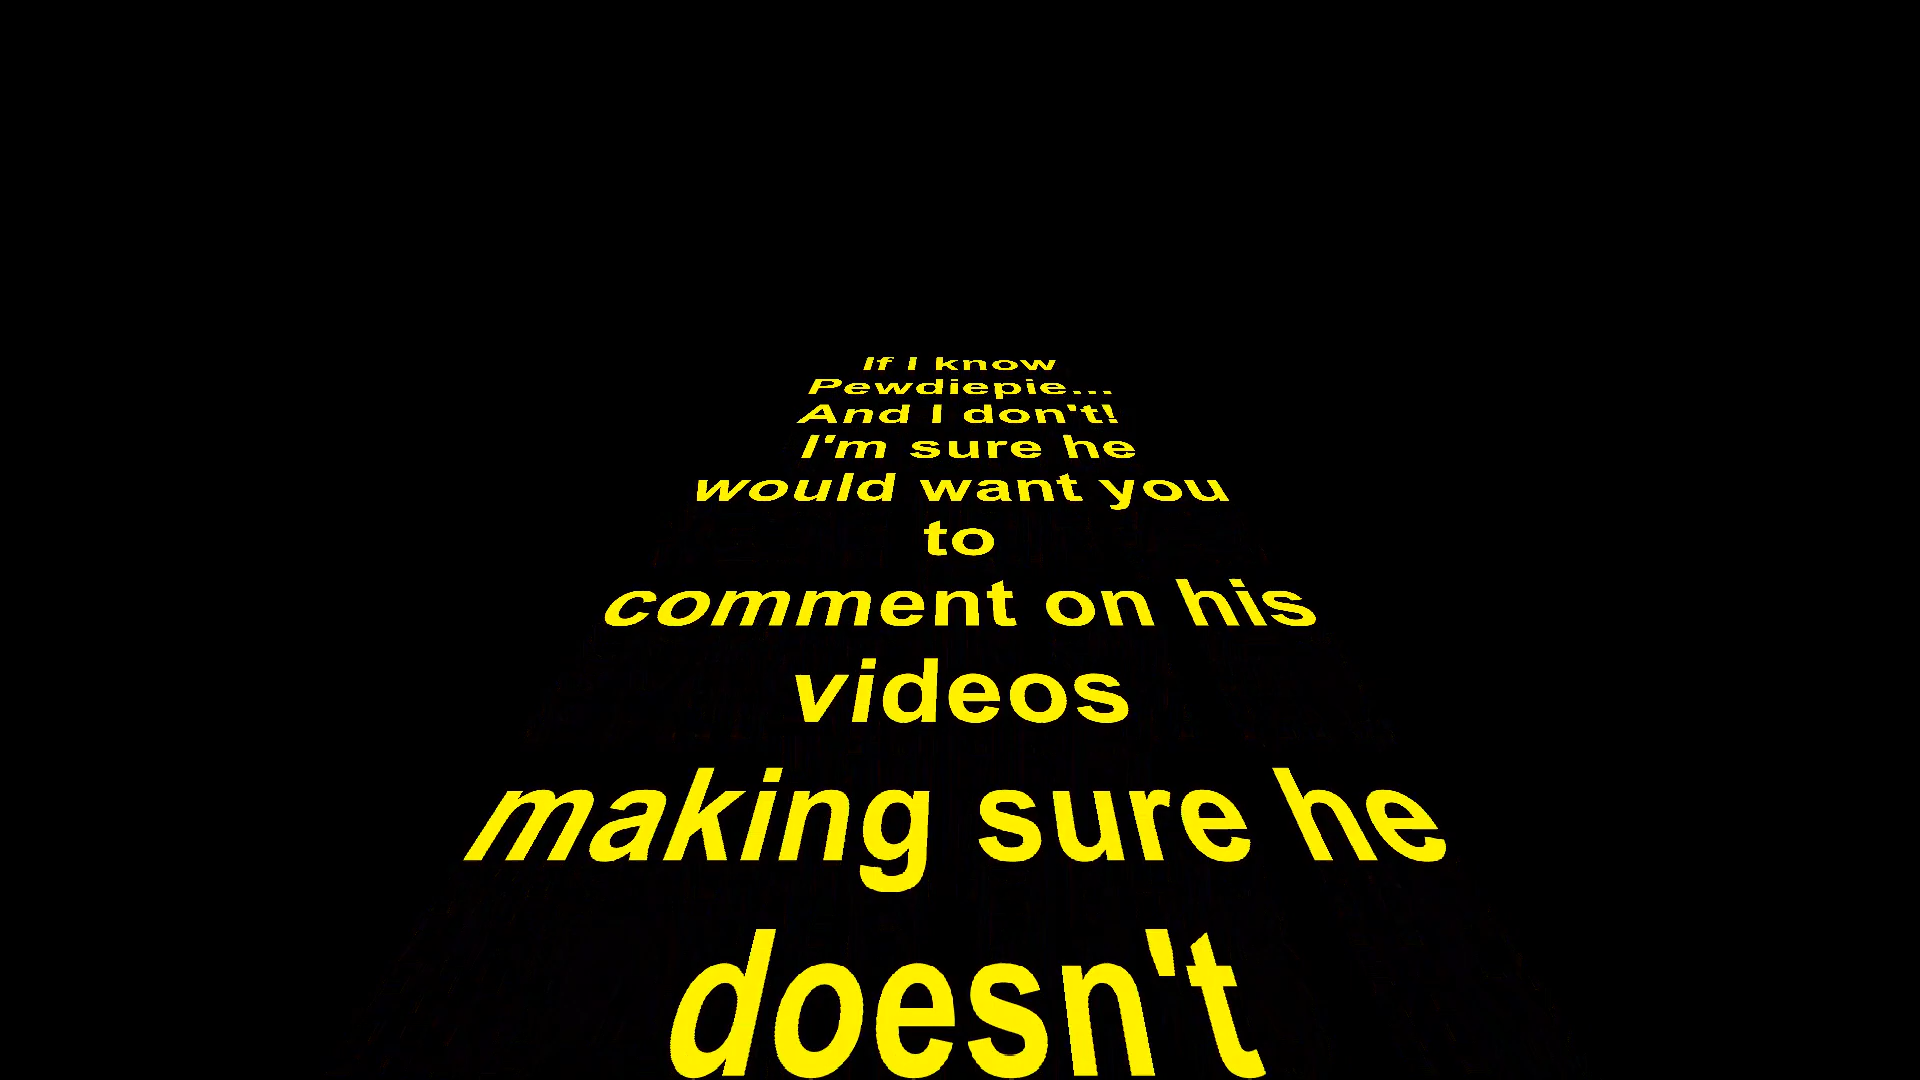 If I know
Pewdiepie...
And I don't!
I'm sure he
would want you
to
comment on his
videos
making sure he
doesn't